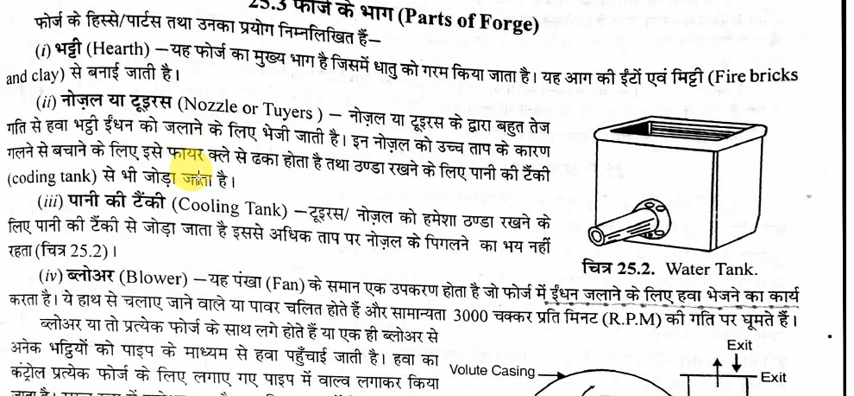 25.3 फोर्ज के भाग (Parts of Forge)
फोर्ज के हिस्से/पार्टस तथा उनका प्रयोग निम्नलिखित हैं–
(i) भट्टी (Hearth) –यह फोर्ज का मुख्य भाग है जिसमें धातु को गरम किया जाता है। यह आग की ईंटों एवं मिट्टी (Fire bricks
and clay) से बनाई जाती है।
(ii) नोज़ल या टूइरस (Nozzle or Tuyers ) – नोज़ल या टूइरस के द्वारा बहुत तेज
गति से हवा भट्ठी ईंधन को जलाने के लिए भेजी जाती है। इन नोज़ल को उच्च ताप के कारण
गलने से बचाने के लिए इसे फायर क्ले से ढका होता है तथा ठण्डा रखने के लिए पानी की टैंकी
(coding tank) से भी जोड़ा जाता है।
(iii) पानी की टैंकी (Cooling Tank) –टूइरस/ नोज़ल को हमेशा ठण्डा रखने के
लिए पानी की टैंकी से जोड़ा जाता है इससे अधिक ताप पर नोज़ल के पिगलने का भय नहीं
रहता (चित्र 25.2)।
चित्र 25.2. Water Tank.
(iv) ब्लोअर (Blower) –यह पंखा (Fan) के समान एक उपकरण होता है जो फोर्ज में ईंधन जलाने के लिए हवा भेजने का कार्य
करता है। ये हाथ से चलाए जाने वाले या पावर चलित होते हैं और सामान्यता 3000 चक्कर प्रति मिनट (R.P.M) की गति पर घूमते हैं।
ब्लोअर या तो प्रत्येक फोर्ज के साथ लगे होते हैं या एक ही ब्लोअर से
अनेक भट्ठियों को पाइप के माध्यम से हवा पहुँचाई जाती है। हवा का
कंट्रोल प्रत्येक फोर्ज के लिए लगाए गए पाइप में वाल्व लगाकर किया
जाता है।
Volute Casing
Exit
Exit